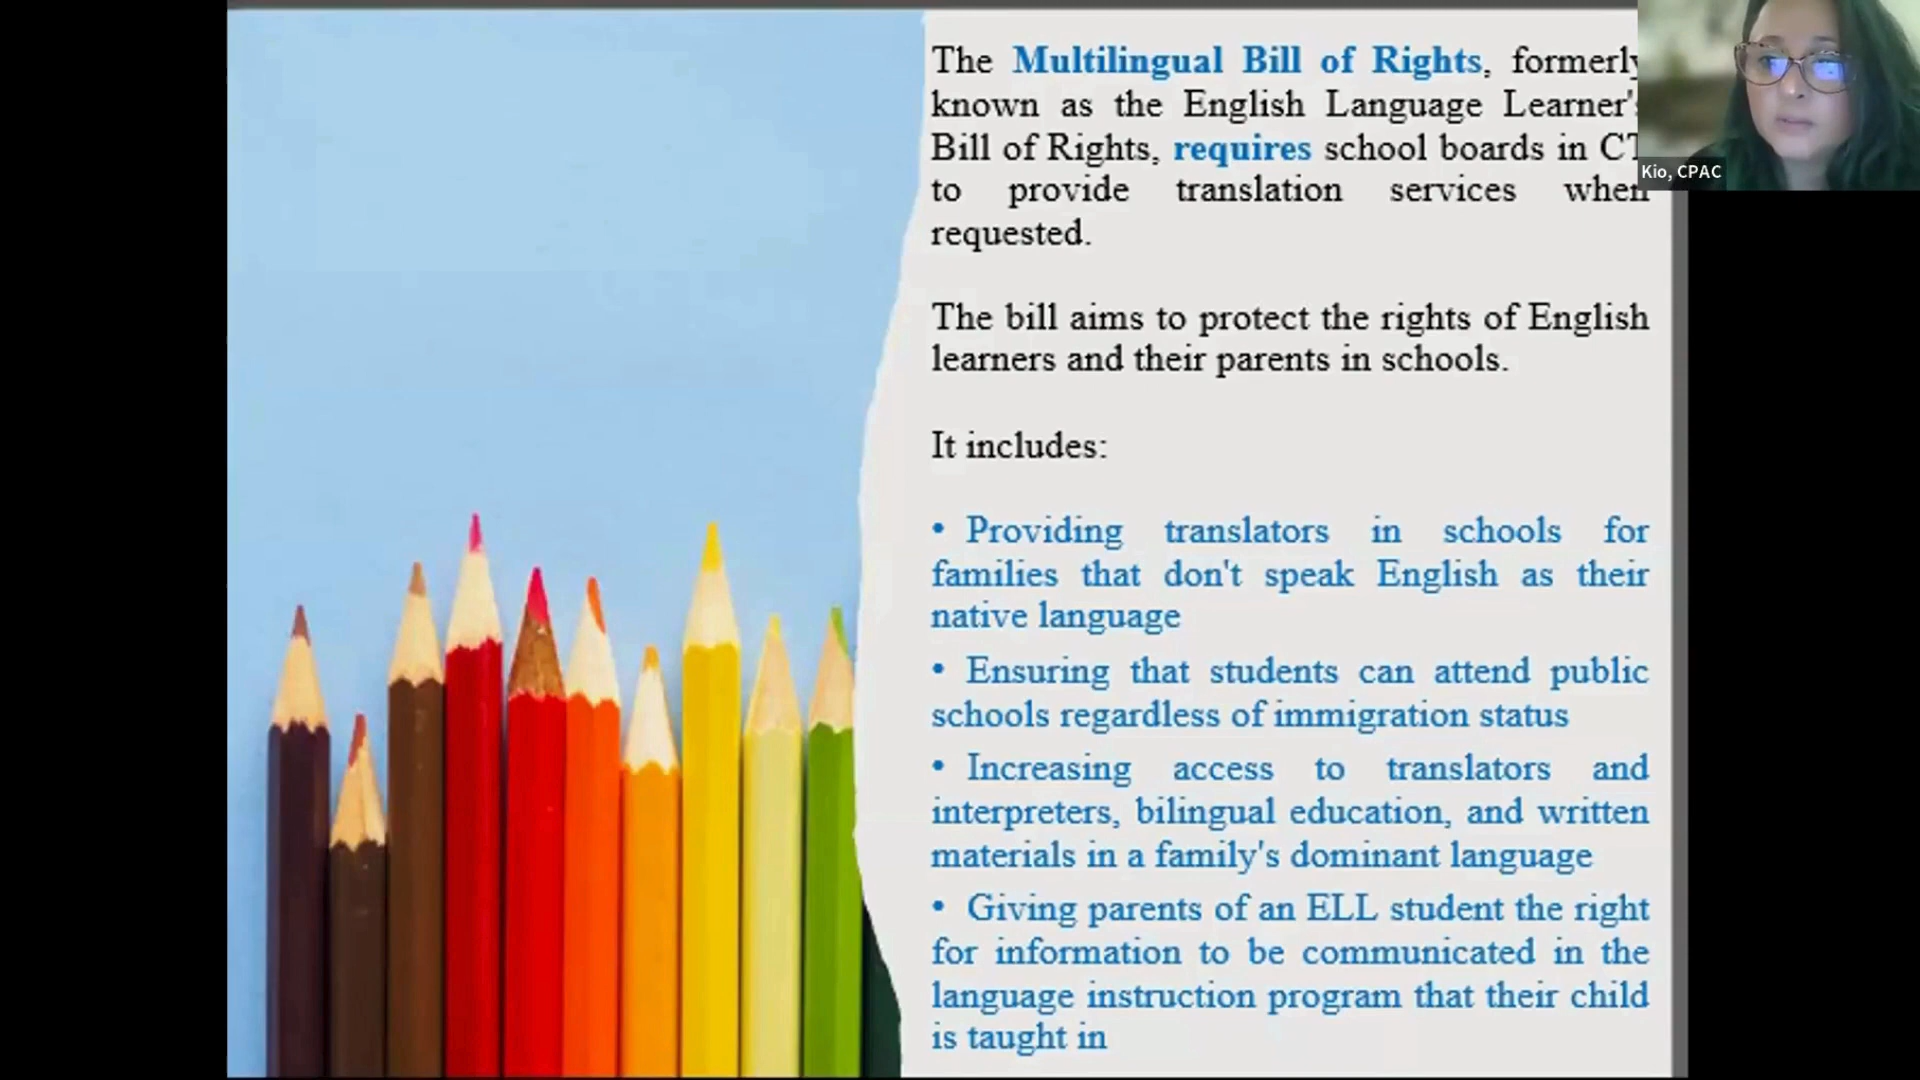 The Multilingual Bill of Rights, formerly
known as the English Language Learner's
Bill of Rights, requires school boards in CT
to provide translation services when
requested.
The bill aims to protect the rights of English
learners and their parents in schools.
It includes:
• Providing translators in schools for
families that don't speak English as their
native language
• Ensuring that students can attend public
schools regardless of immigration status
• Increasing access to translators and
interpreters, bilingual education, and written
materials in a family's dominant language
• Giving parents of an ELL student the right
for information to be communicated in the
language instruction program that their child
is taught in
Kio, CPAC